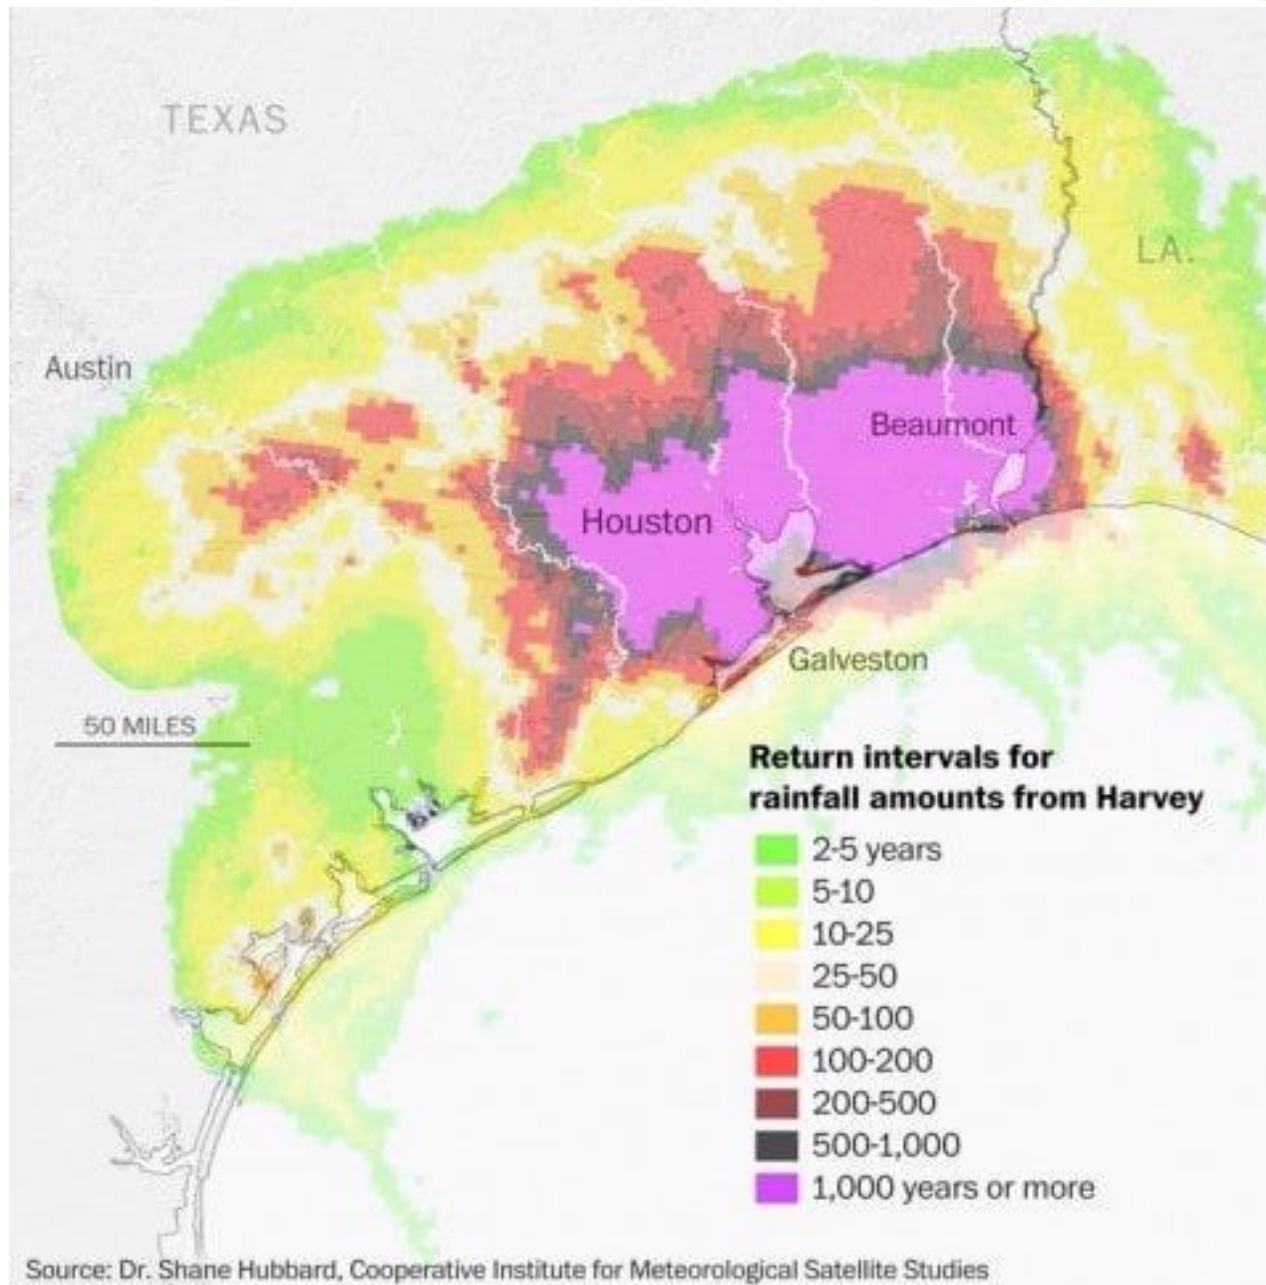 TEXAS
LA.
Austin
Beaumont
Houston
Galveston
50 MILES
Return intervals for
rainfall amounts from Harvey
2-5 years
5-10
10-25
25-50
50-100
100-200
200-500
500-1,000
1,000 years or more
Source: Dr. Shane Hubbard, Cooperative Institute for Meteorological Satellite Studies